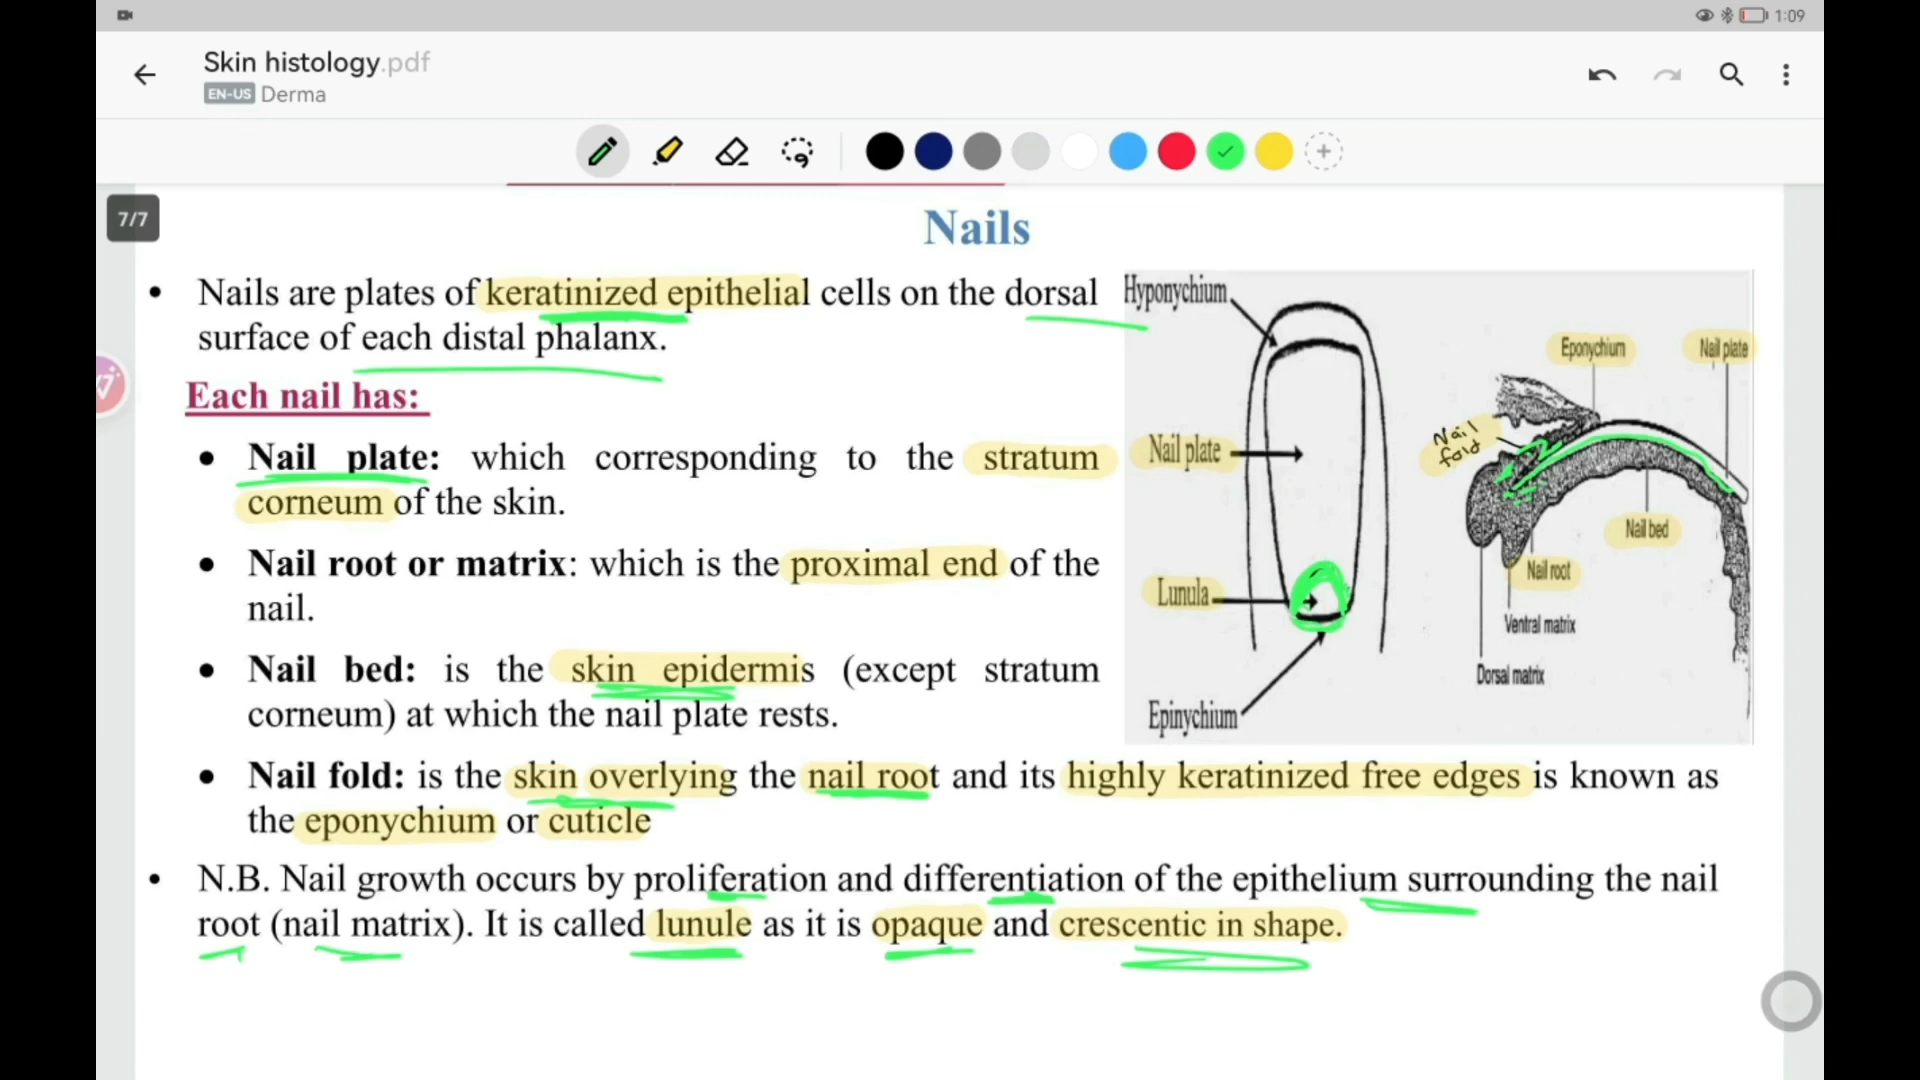 1:09
Skin histology.pdf
EN-US Derma
7/7
Nails
• Nails are plates of keratinized epithelial cells on the dorsal
surface of each distal phalanx.
Each nail has:
• Nail plate: which corresponding to the stratum
corneum of the skin.
• Nail root or matrix: which is the proximal end of the
nail.
• Nail bed: is the skin epidermis (except stratum
corneum) at which the nail plate rests.
• Nail fold: is the skin overlying the nail root and its highly keratinized free edges is known as
the eponychium or cuticle
• N.B. Nail growth occurs by proliferation and differentiation of the epithelium surrounding the nail
root (nail matrix). It is called lunule as it is opaque and crescentic in shape.
Hyponychium
Nail plate
Lunula
Epinychium
Eponychium
Nail plate
Nail
fold
Nail bed
Nail root
Ventral matrix
Dorsal matrix